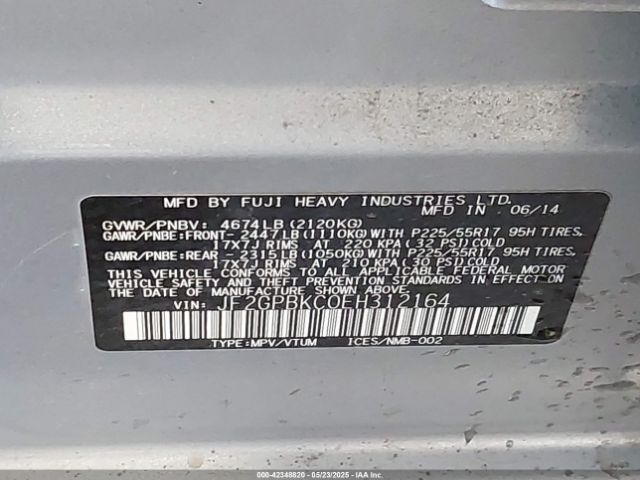 MFD BY FUJI HEAVY INDUSTRIES LTD.
MFD IN 06/14
GVWR/PNBV: 4674LB (2120KG)
GAWR/PNBE:FRONT- 2447LB (1110KG)WITH P225/55R17 95H TIRES.
17X7J RIMS AT 220 KPA (32 PSI)COLD
GAWR/PNBE:REAR - 2315LB (1050KG)WITH P225/55R17 95H TIRES.
17X7J RIMS AT 210 KPA (30 PSI)COLD
THIS VEHICLE CONFORMS TO ALL APPLICABLE FEDERAL MOTOR
VEHICLE SAFETY AND THEFT PREVENTION STANDARDS IN EFFECT ON THE
DATE OF MANUFACTURE SHOWN ABOVE.
VIN: JF2GPBKC0EH312164
TYPE:MPV/VTUM ICES/NMB-002
000-42348820 - 05/23/2025 - IAAI.COM